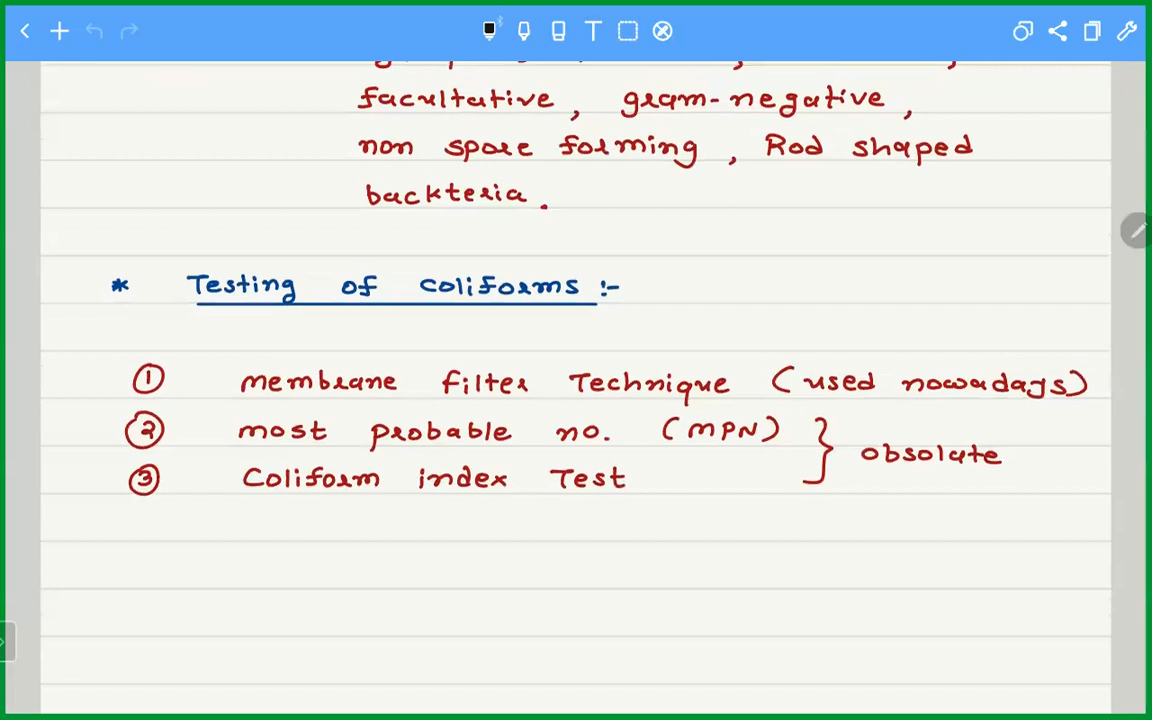 facultative, gram-negative,
non spore forming, Rod shaped
backteria.
* Testing of coliforms :-
① membrane filter Technique (used nowadays)
② most probable no. (MPN)
} obsolate
③ Coliform index Test